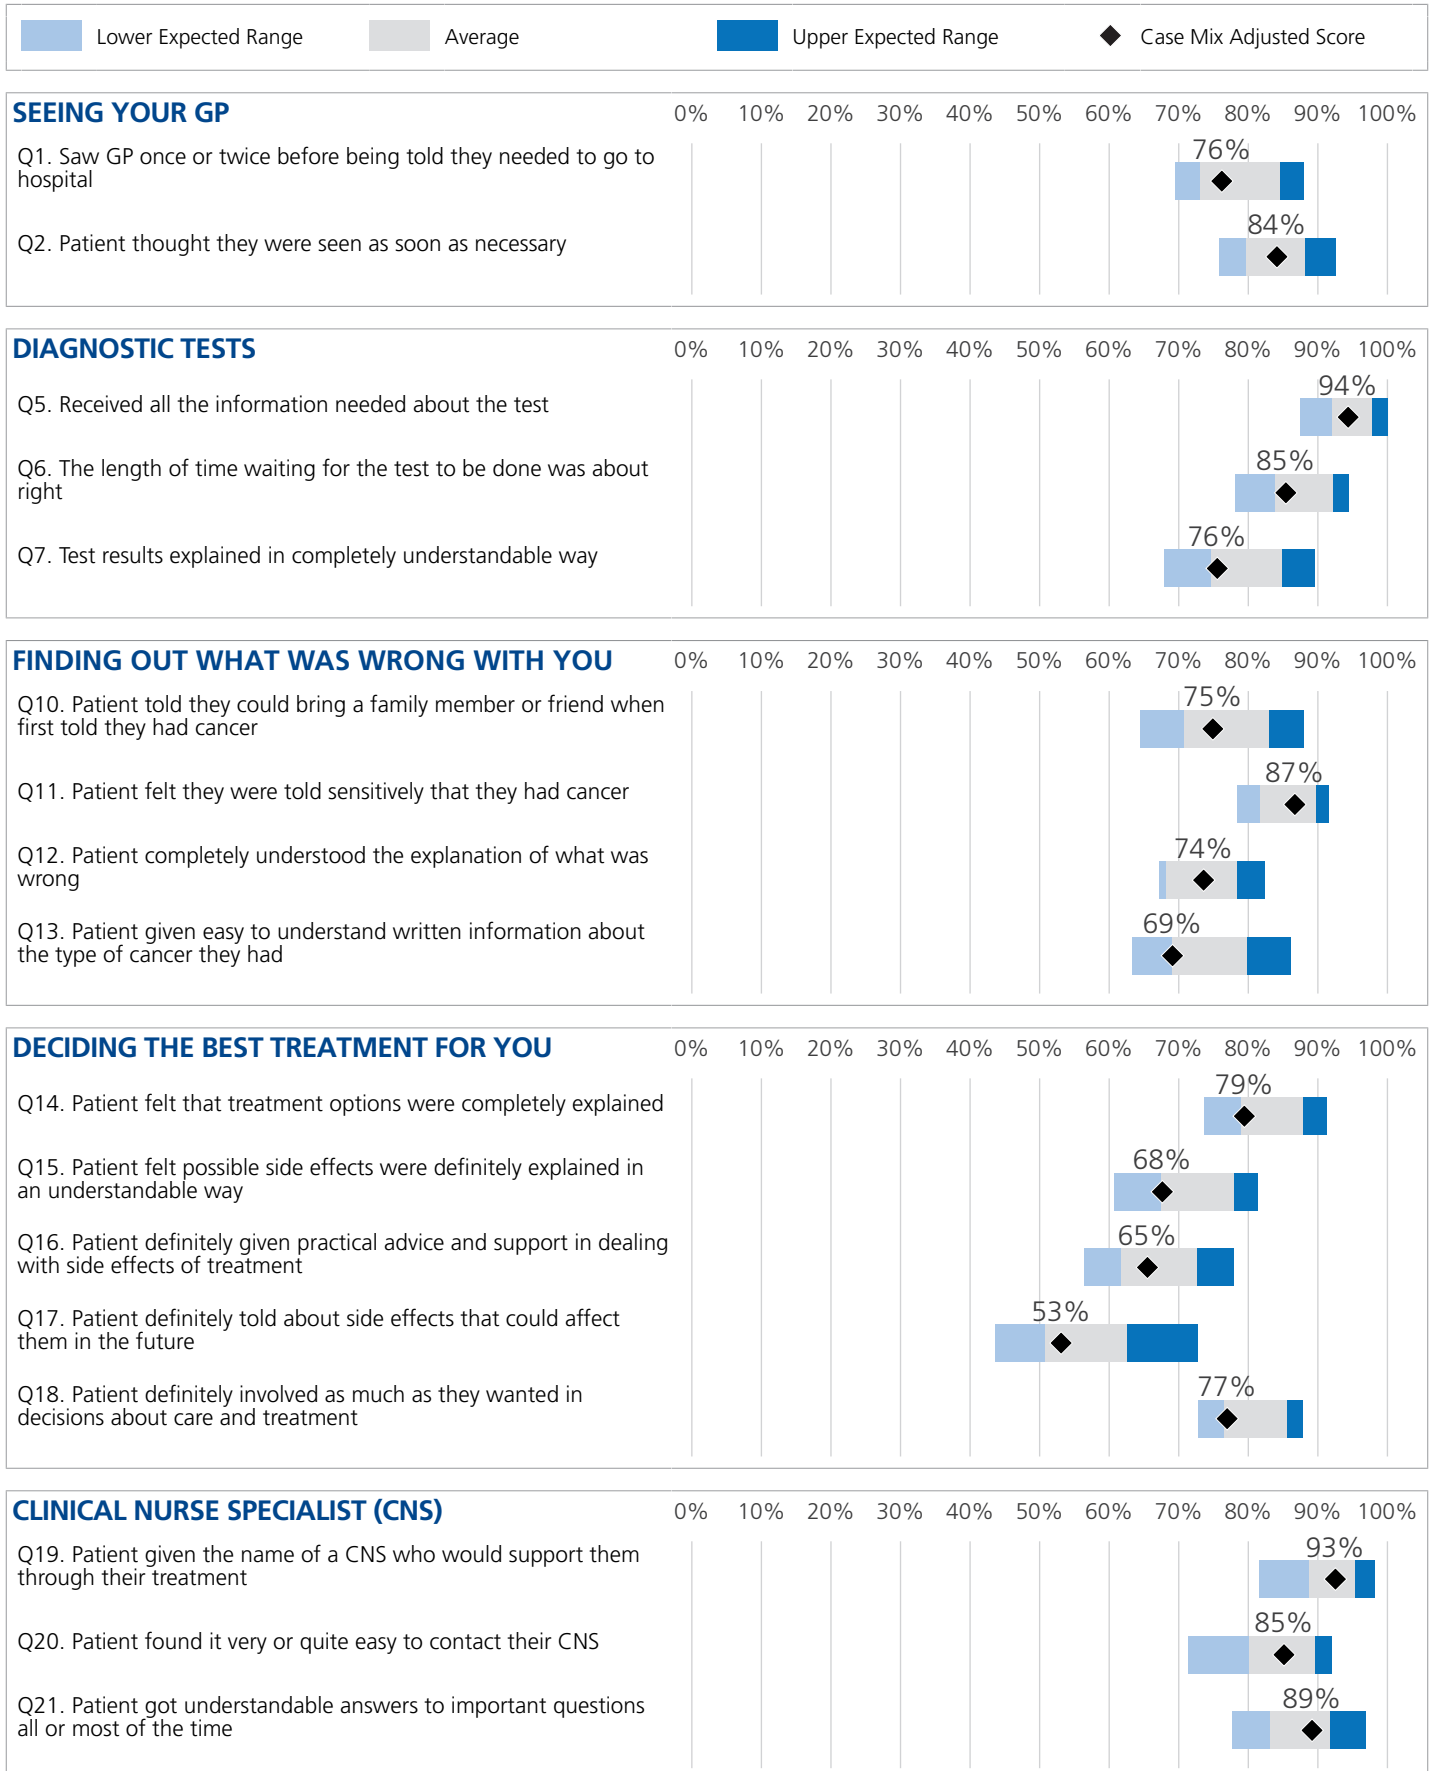 Lower Expected Range Average Upper Expected Range Case Mix Adjusted Score
SEEING YOUR GP 0% 10% 20% 30% 40% 50% 60% 70% 80% 90% 100%
Q1. Saw GP once or twice before being told they needed to go to
hospital
76%
Q2. Patient thought they were seen as soon as necessary
84%
DIAGNOSTIC TESTS 0% 10% 20% 30% 40% 50% 60% 70% 80% 90% 100%
Q5. Received all the information needed about the test
94%
Q6. The length of time waiting for the test to be done was about
right
85%
Q7. Test results explained in completely understandable way
76%
FINDING OUT WHAT WAS WRONG WITH YOU 0% 10% 20% 30% 40% 50% 60% 70% 80% 90% 100%
Q10. Patient told they could bring a family member or friend when
first told they had cancer
75%
Q11. Patient felt they were told sensitively that they had cancer
87%
Q12. Patient completely understood the explanation of what was
wrong
74%
Q13. Patient given easy to understand written information about
the type of cancer they had
69%
DECIDING THE BEST TREATMENT FOR YOU 0% 10% 20% 30% 40% 50% 60% 70% 80% 90% 100%
Q14. Patient felt that treatment options were completely explained
79%
Q15. Patient felt possible side effects were definitely explained in
an understandable way
68%
Q16. Patient definitely given practical advice and support in dealing
with side effects of treatment
65%
Q17. Patient definitely told about side effects that could affect
them in the future
53%
Q18. Patient definitely involved as much as they wanted in
decisions about care and treatment
77%
CLINICAL NURSE SPECIALIST (CNS) 0% 10% 20% 30% 40% 50% 60% 70% 80% 90% 100%
Q19. Patient given the name of a CNS who would support them
through their treatment
93%
Q20. Patient found it very or quite easy to contact their CNS
85%
Q21. Patient got understandable answers to important questions
all or most of the time
89%